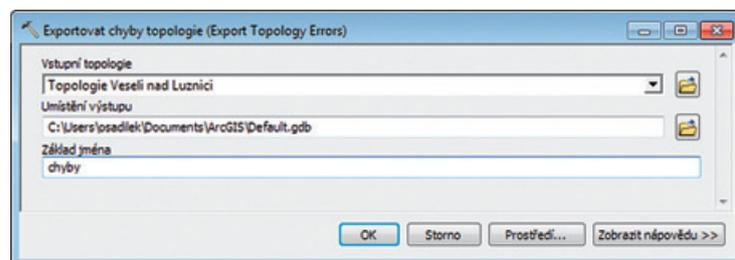 Exportovat chyby topologie (Export Topology Errors)
Vstupní topologie
Topologie Veseli nad Luznici
Umístění výstupu
C:\Users\psadilek\Documents\ArcGIS\Default.gdb
Základ jména
chyby
OK Storno Prostředí... Zobrazit nápovědu >>